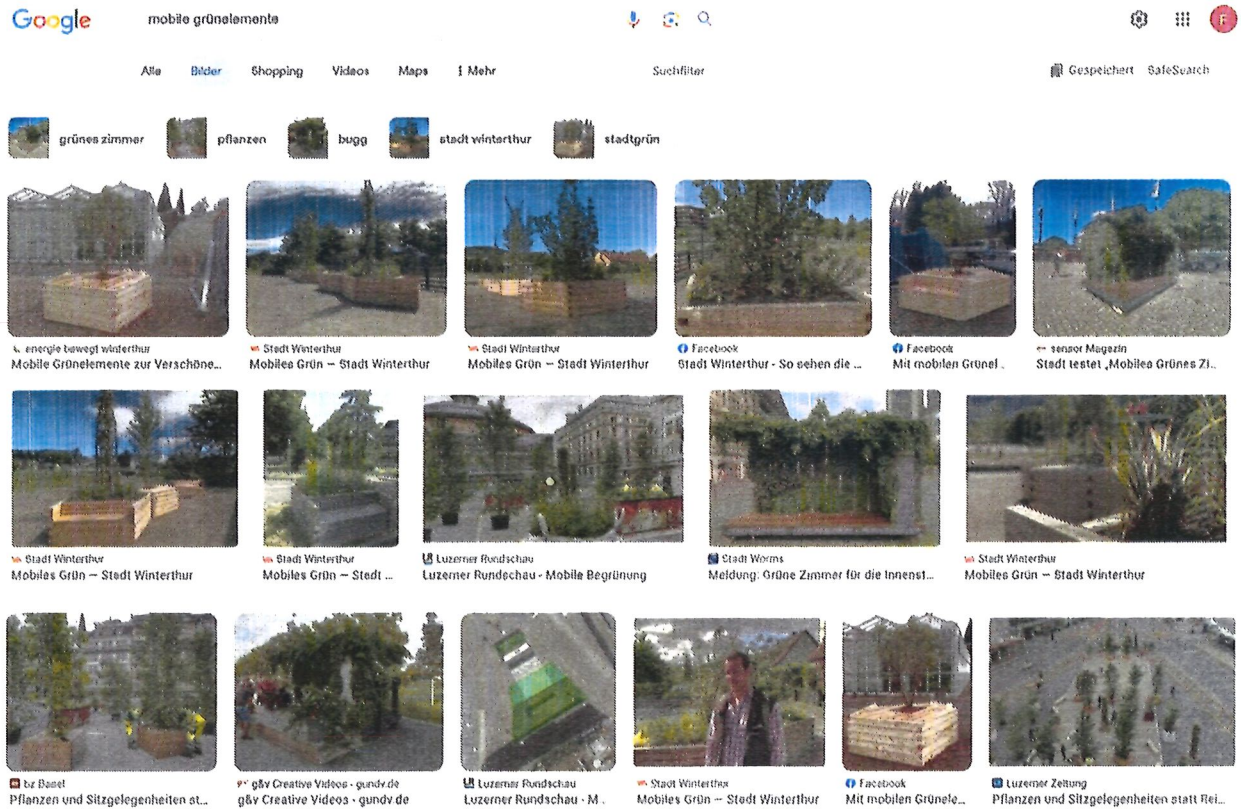 Google mobile grünelemente F
Alle Bilder Shopping Videos Maps Mehr Suchfilter Gespeichert SafeSearch
grünes zimmer pflanzen bugg stadt winterthur stadtgrün
energie bewegt winterthur Stadt Winterthur Stadt Winterthur Facebook Facebook sensor Magazin
Mobile Grünelemente zur Verschöne... Mobiles Grün – Stadt Winterthur Mobiles Grün – Stadt Winterthur Stadt Winterthur - So sehen die ... Mit mobilen Grünel . Stadt testet „Mobiles Grünes Zi..
Stadt Winterthur Stadt Winterthur Luzerner Rundschau Stadt Worms Stadt Winterthur
Mobiles Grün – Stadt Winterthur Mobiles Grün – Stadt ... Luzerner Rundschau - Mobile Begrünung Meldung: Grüne Zimmer für die Innenst... Mobiles Grün – Stadt Winterthur
bz Basel g&v Creative Videos - gundv.de Luzerner Rundschau Stadt Winterthur Facebook Luzerner Zeitung
Pflanzen und Sitzgelegenheiten st... g&v Creative Videos - gundv.de Luzerner Rundschau - M . Mobiles Grün – Stadt Winterthur Mit mobilen Grünele... Pflanzen und Sitzgelegenheiten statt Rei...